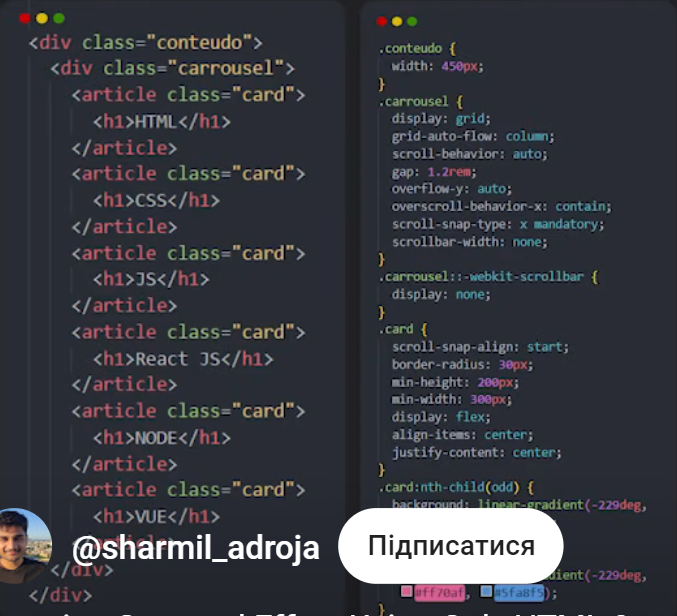 <div class="conteudo">
<div class="carrousel">
<article class="card">
<h1>HTML</h1>
</article>
<article class="card">
<h1>CSS</h1>
</article>
<article class="card">
<h1>JS</h1>
</article>
<article class="card">
<h1>React JS</h1>
</article>
<article class="card">
<h1>NODE</h1>
</article>
<article class="card">
<h1>VUE</h1>
</div>
</div>
.conteudo {
width: 450px;
}
.carrousel {
display: grid;
grid-auto-flow: column;
scroll-behavior: auto;
gap: 1.2rem;
overflow-y: auto;
overscroll-behavior-x: contain;
scroll-snap-type: x mandatory;
scrollbar-width: none;
}
.carrousel::-webkit-scrollbar {
display: none;
}
.card {
scroll-snap-align: start;
border-radius: 30px;
min-height: 200px;
min-width: 300px;
display: flex;
align-items: center;
justify-content: center;
}
.card:nth-child(odd) {
background: linear-gradient(-229deg,
gradient(-229deg,
#ff70af, #5fa8f5);
}
@sharmil_adroja
Підписатися